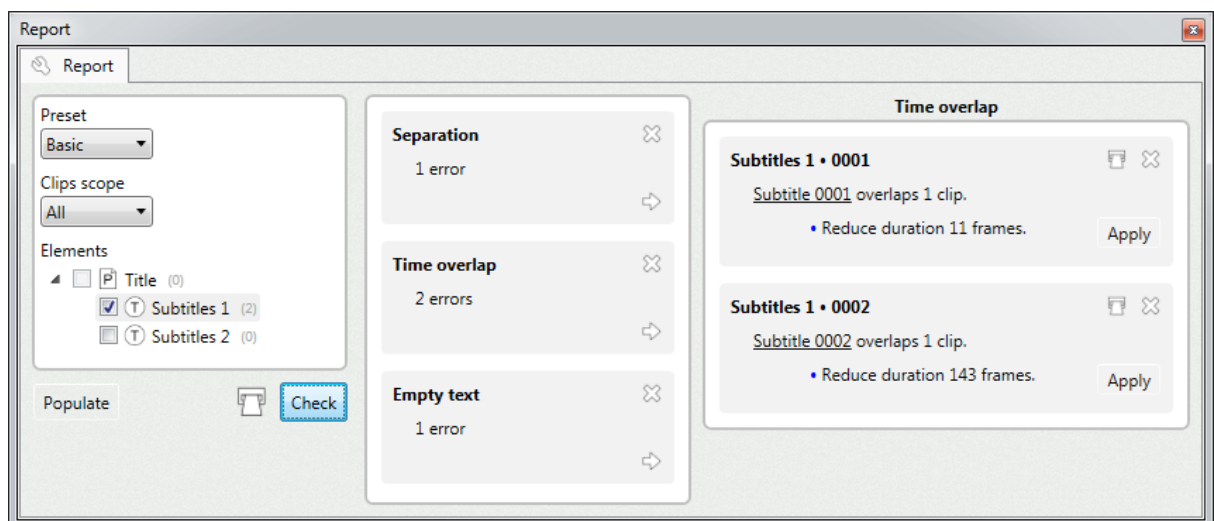 Report
Report
Preset
Basic
Clips scope
All
Elements
P Title (0)
T Subtitles 1 (2)
T Subtitles 2 (0)
Populate
Check
Separation
1 error
Time overlap
2 errors
Empty text
1 error
Time overlap
Subtitles 1 • 0001
Subtitle 0001 overlaps 1 clip.
• Reduce duration 11 frames.
Apply
Subtitles 1 • 0002
Subtitle 0002 overlaps 1 clip.
• Reduce duration 143 frames.
Apply